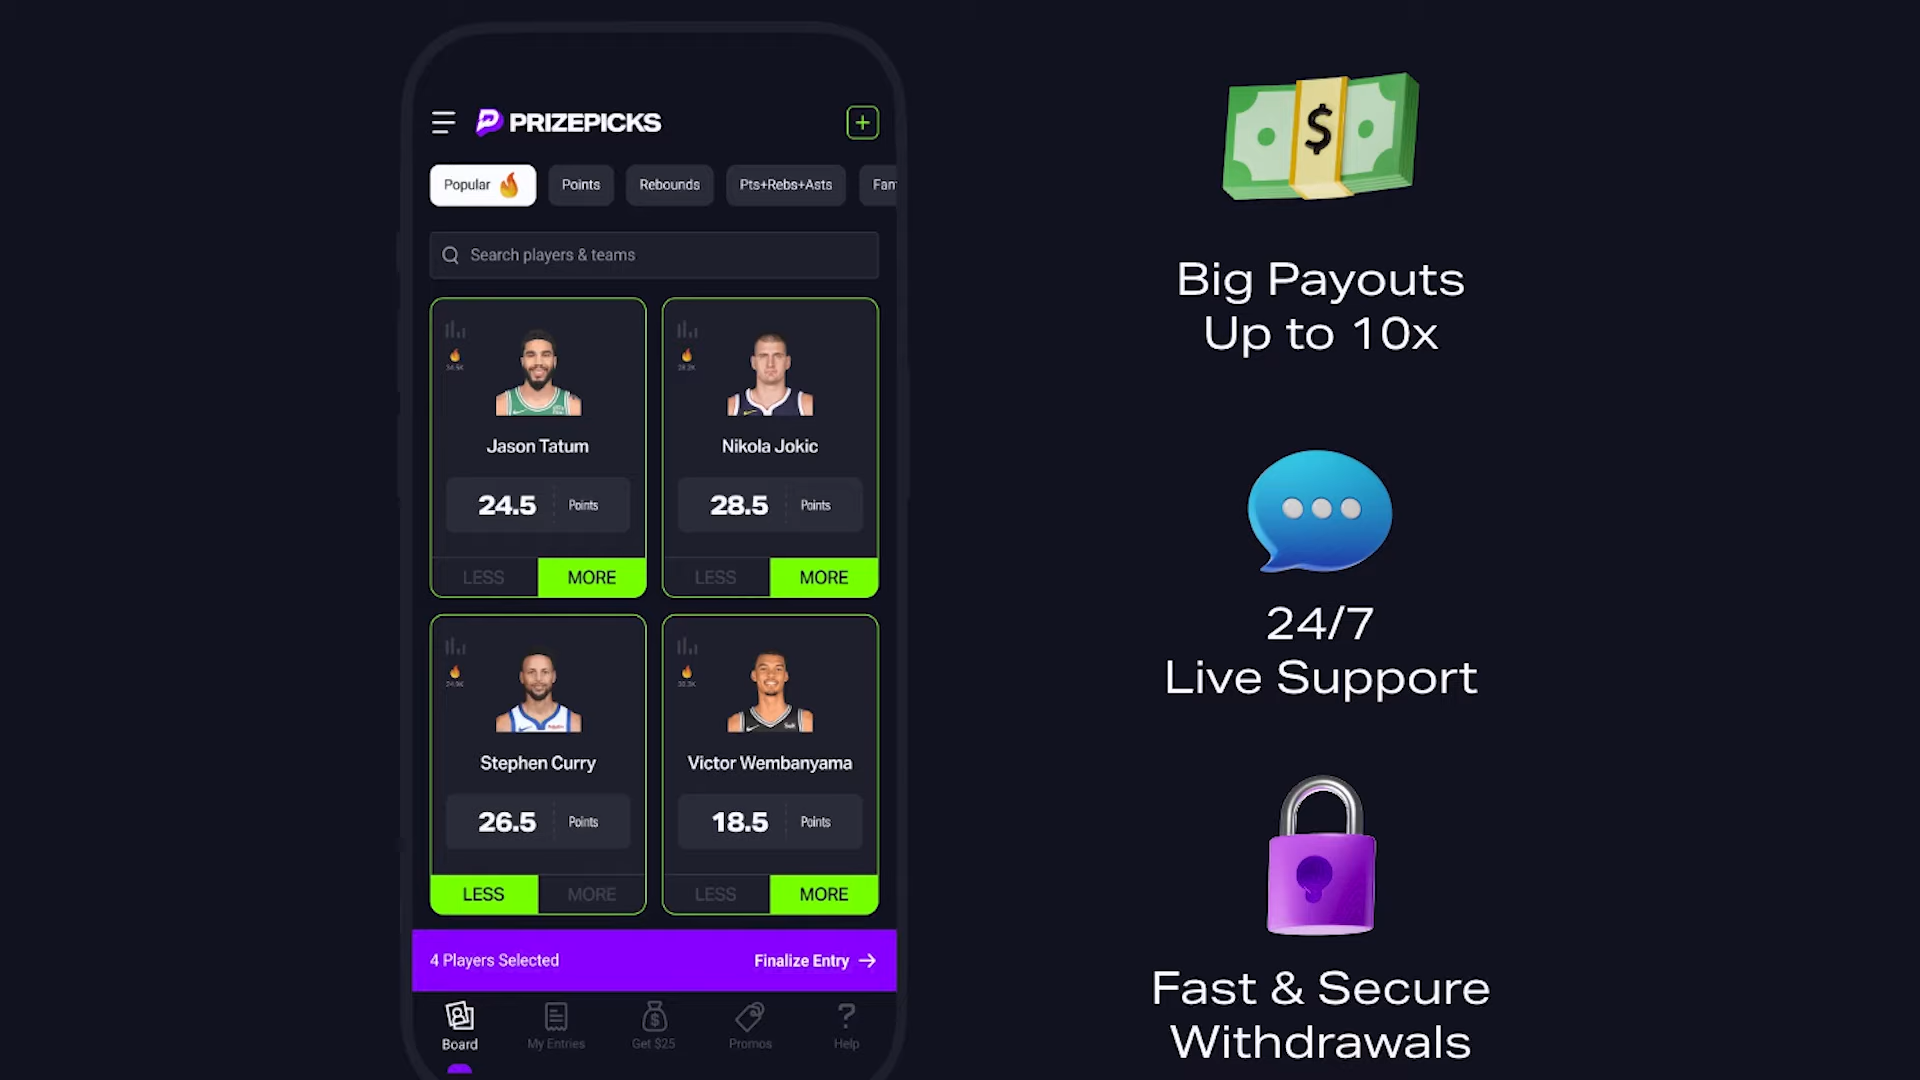 PRIZEPICKS
Popular
Points
Rebounds
Pts+Rebs+Asts
Fan
Search players & teams
Jason Tatum
24.5 Points
LESS MORE
Nikola Jokic
28.5 Points
LESS MORE
Stephen Curry
26.5 Points
LESS MORE
Victor Wembanyama
18.5 Points
LESS MORE
4 Players Selected
Finalize Entry
Board
My Entries
Get $25
Promos
Help
$
Big Payouts
Up to 10x
24/7
Live Support
Fast & Secure
Withdrawals